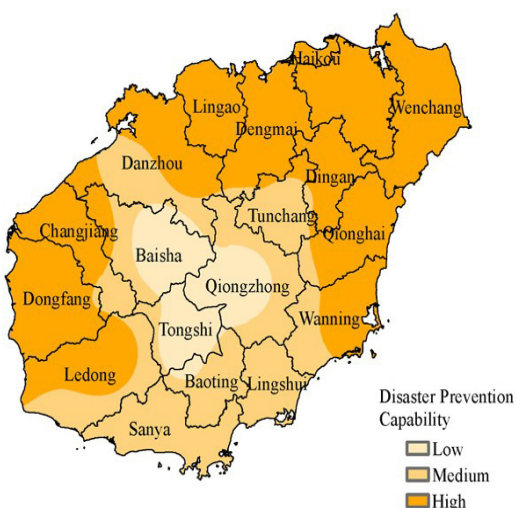 Haikou
Lingao
Wenchang
Dengmai
Danzhou
Dingan
Tunchang
Changjiang
Qionghai
Baisha
Qiongzhong
Dongfang
Wanning
Tongshi
Ledong
Baoting
Lingshui
Sanya
Disaster Prevention
Capability
Low
Medium
High